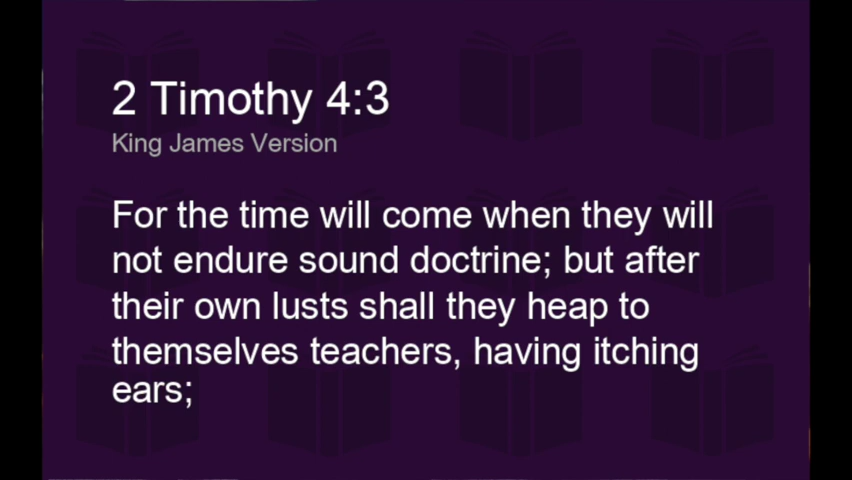 2 Timothy 4:3
King James Version
For the time will come when they will
not endure sound doctrine; but after
their own lusts shall they heap to
themselves teachers, having itching
ears;